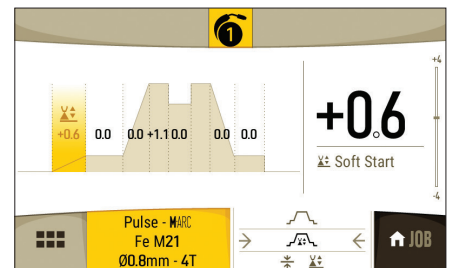 1
+4
+0.6 0.0 0.0 +1.1 0.0 0.0 0.0
+0.6
Soft Start
-4
Pulse - MARC
Fe M21
Ø0.8mm - 4T
JOB